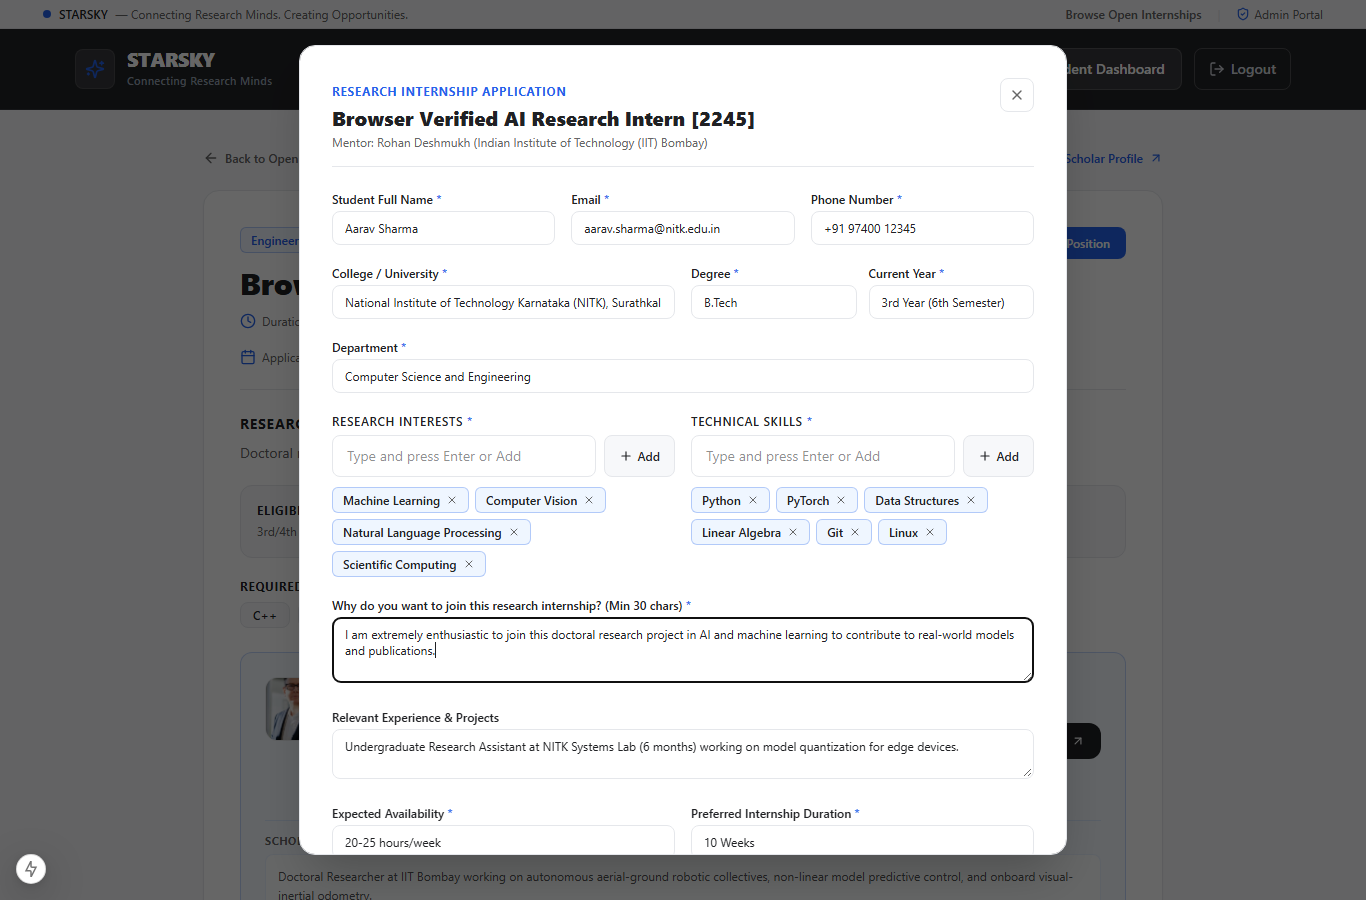 STARSKY — Connecting Research Minds. Creating Opportunities.
Browse Open Internships
Admin Portal
STARSKY
Connecting Research Minds
dent Dashboard
Logout
Back to Open
Scholar Profile
Engineer
Position
Brow
Duratio
Applica
RESEARC
Doctoral
ELIGIBI
3rd/4th
REQUIRED
C++
SCHO
Doctoral Researcher at IIT Bombay working on autonomous aerial-ground robotic collectives, non-linear model predictive control, and onboard visual-
inertial odometry.
RESEARCH INTERNSHIP APPLICATION
Browser Verified AI Research Intern [2245]
Mentor: Rohan Deshmukh (Indian Institute of Technology (IIT) Bombay)
Student Full Name *
Email *
Phone Number *
Aarav Sharma
aarav.sharma@nitk.edu.in
+91 97400 12345
College / University *
Degree *
Current Year *
National Institute of Technology Karnataka (NITK), Surathkal
B.Tech
3rd Year (6th Semester)
Department *
Computer Science and Engineering
RESEARCH INTERESTS *
Type and press Enter or Add
+ Add
Machine Learning ×
Computer Vision ×
Natural Language Processing ×
Scientific Computing ×
TECHNICAL SKILLS *
Type and press Enter or Add
+ Add
Python ×
PyTorch ×
Data Structures ×
Linear Algebra ×
Git ×
Linux ×
Why do you want to join this research internship? (Min 30 chars) *
I am extremely enthusiastic to join this doctoral research project in AI and machine learning to contribute to real-world models
and publications.
Relevant Experience & Projects
Undergraduate Research Assistant at NITK Systems Lab (6 months) working on model quantization for edge devices.
Expected Availability *
Preferred Internship Duration *
20-25 hours/week
10 Weeks